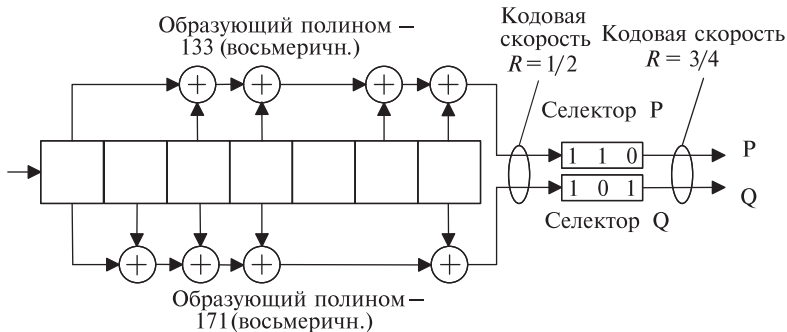 Образующий полином –
133 (восьмеричн.)
Кодовая
скорость
R = 1/2
Кодовая скорость
R = 3/4
Селектор P
1 1 0
P
1 0 1
Q
Селектор Q
Образующий полином –
171 (восьмеричн.)